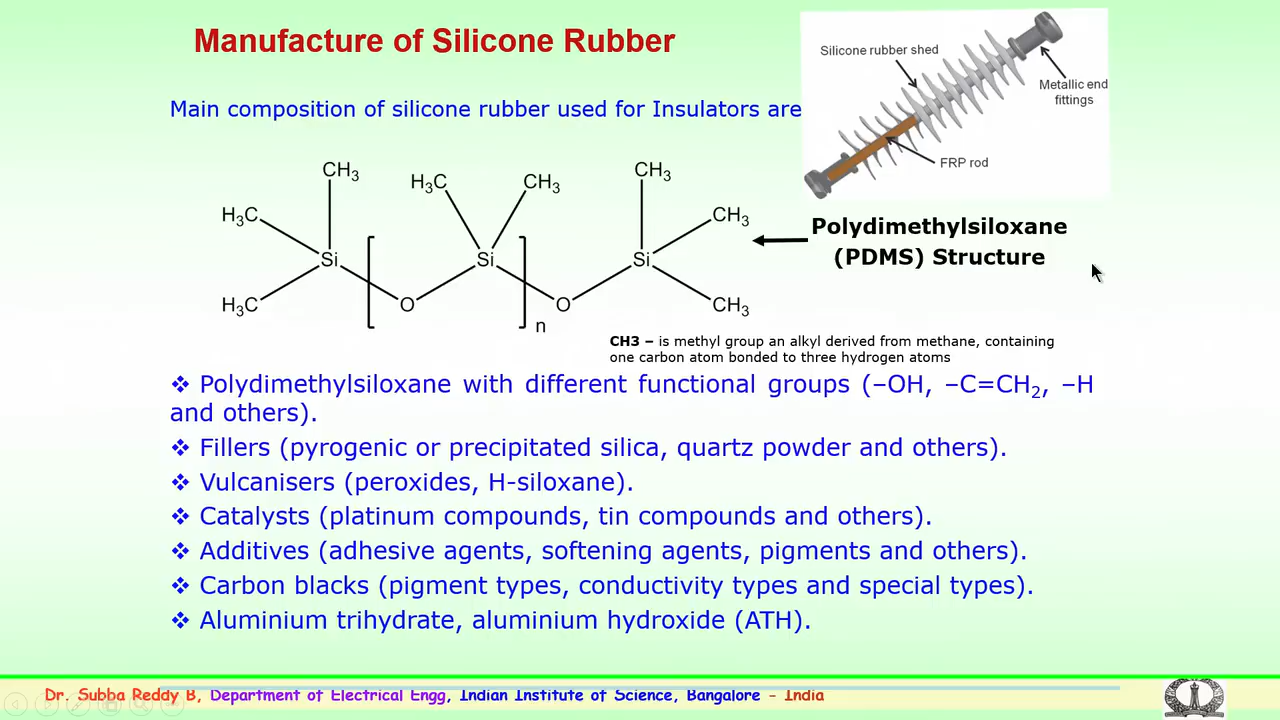 Manufacture of Silicone Rubber
Main composition of silicone rubber used for Insulators are
Silicone rubber shed
Metallic end
fittings
FRP rod
CH3
H3C
CH3
CH3
H3C
CH3
Si
Si
Si
H3C
O
O
CH3
n
Polydimethylsiloxane
(PDMS) Structure
CH3 – is methyl group an alkyl derived from methane, containing
one carbon atom bonded to three hydrogen atoms
❖ Polydimethylsiloxane with different functional groups (–OH, –C=CH2, –H
and others).
❖ Fillers (pyrogenic or precipitated silica, quartz powder and others).
❖ Vulcanisers (peroxides, H-siloxane).
❖ Catalysts (platinum compounds, tin compounds and others).
❖ Additives (adhesive agents, softening agents, pigments and others).
❖ Carbon blacks (pigment types, conductivity types and special types).
❖ Aluminium trihydrate, aluminium hydroxide (ATH).
Dr. Subba Reddy B, Department of Electrical Engg, Indian Institute of Science, Bangalore – India